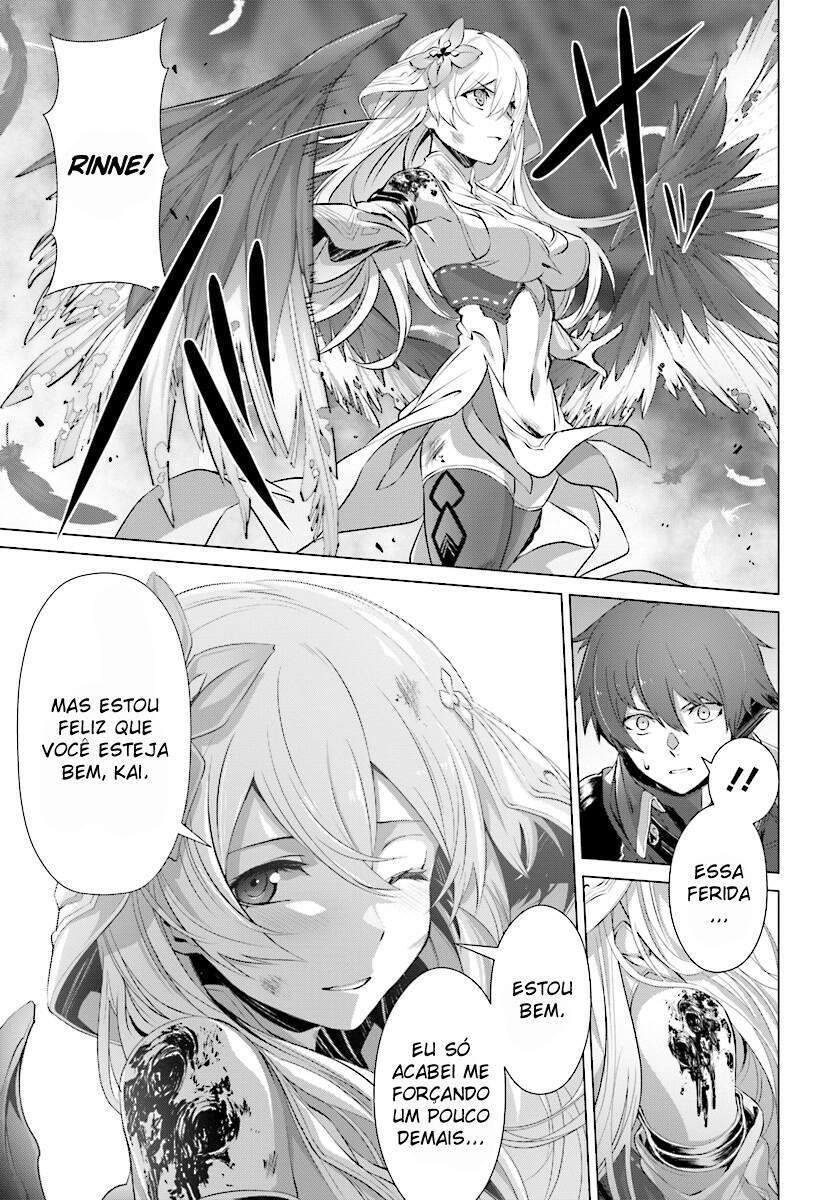 RINNE!
!!
ESSA
FERIDA
...
ESTOU
BEM.
EU SÓ
ACABEI ME
FORÇANDO
UM POUCO
DEMAIS...
MAS ESTOU
FELIZ QUE
VOCÊ ESTEJA
BEM, KAI.